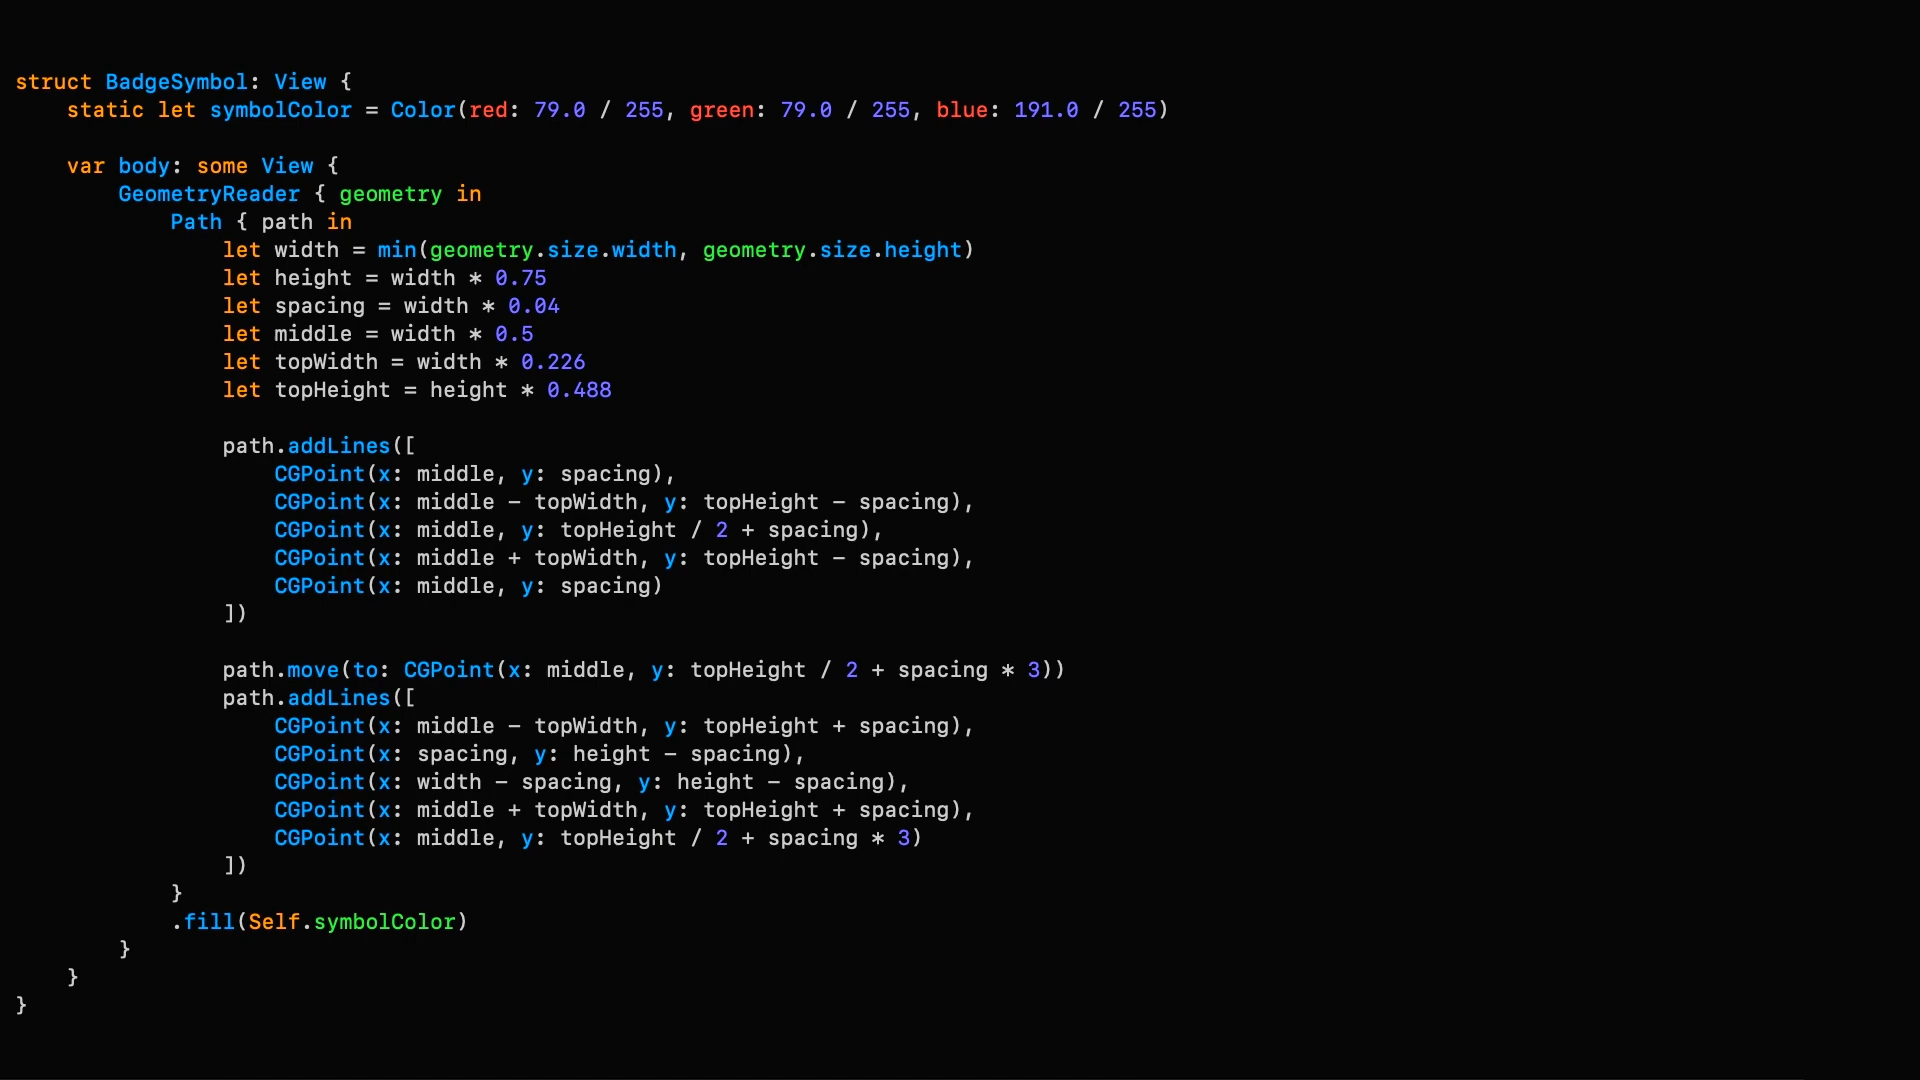 struct BadgeSymbol: View {
    static let symbolColor = Color(red: 79.0 / 255, green: 79.0 / 255, blue: 191.0 / 255)

    var body: some View {
        GeometryReader { geometry in
            Path { path in
                let width = min(geometry.size.width, geometry.size.height)
                let height = width * 0.75
                let spacing = width * 0.04
                let middle = width * 0.5
                let topWidth = width * 0.226
                let topHeight = height * 0.488

                path.addLines([
                    CGPoint(x: middle, y: spacing),
                    CGPoint(x: middle - topWidth, y: topHeight - spacing),
                    CGPoint(x: middle, y: topHeight / 2 + spacing),
                    CGPoint(x: middle + topWidth, y: topHeight - spacing),
                    CGPoint(x: middle, y: spacing)
                ])

                path.move(to: CGPoint(x: middle, y: topHeight / 2 + spacing * 3))
                path.addLines([
                    CGPoint(x: middle - topWidth, y: topHeight + spacing),
                    CGPoint(x: spacing, y: height - spacing),
                    CGPoint(x: width - spacing, y: height - spacing),
                    CGPoint(x: middle + topWidth, y: topHeight + spacing),
                    CGPoint(x: middle, y: topHeight / 2 + spacing * 3)
                ])
            }
            .fill(Self.symbolColor)
        }
    }
}